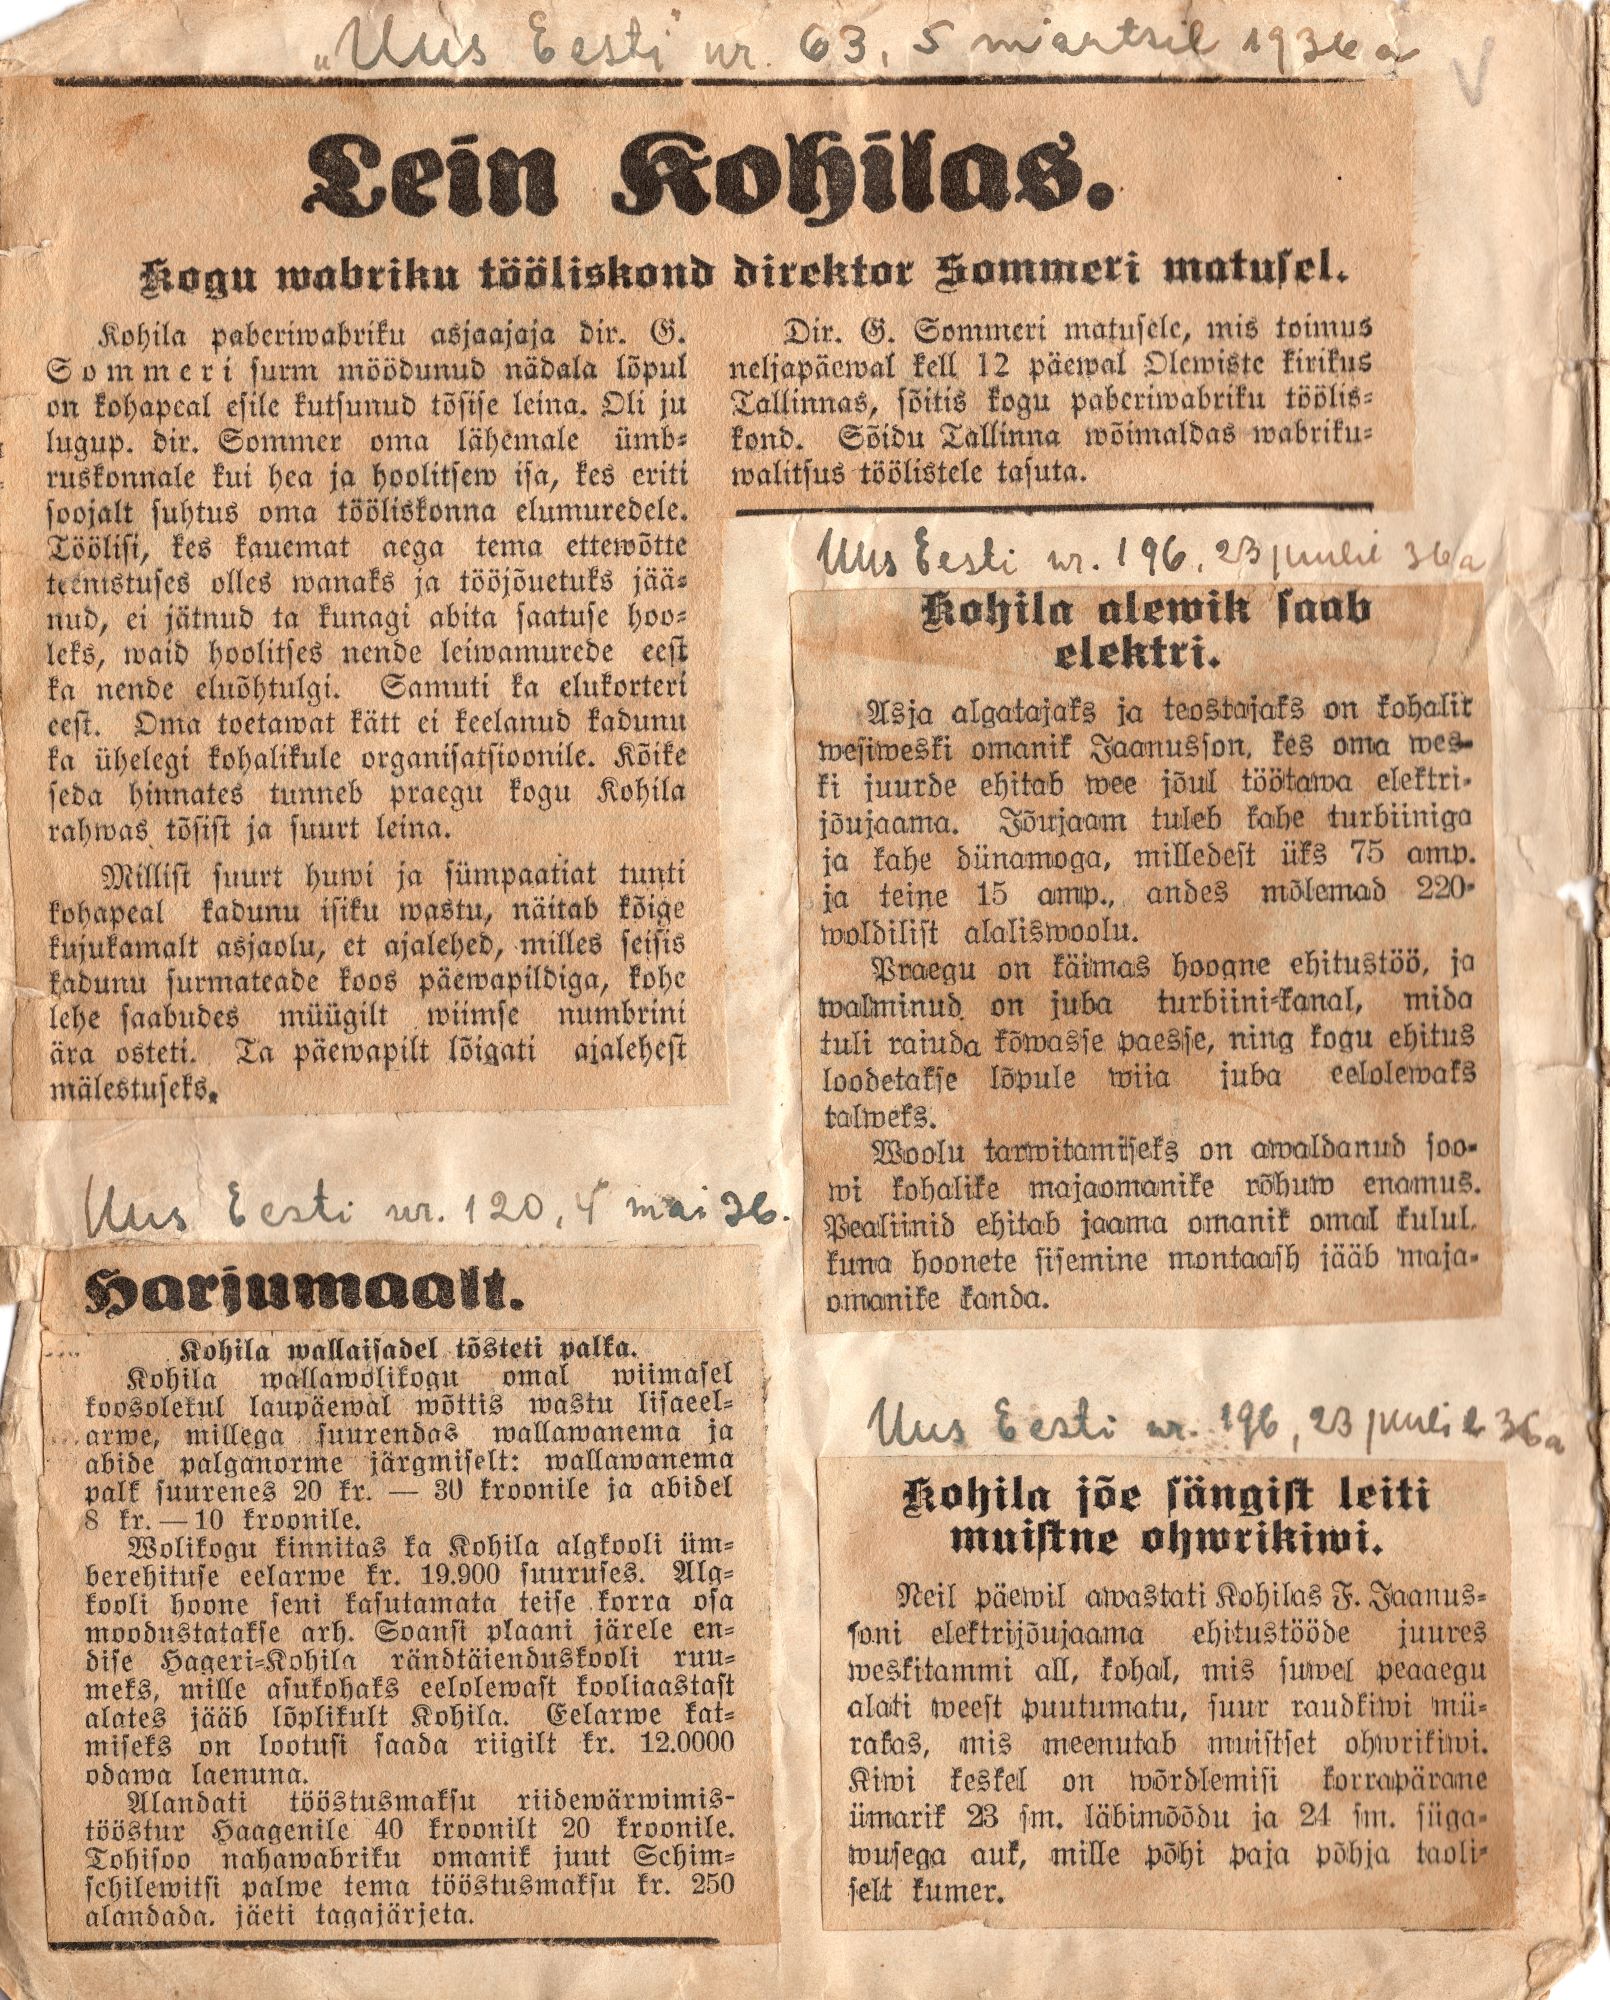 „Uus Eesti" nr. 63, 5 märtsil 1936a
Lein Kohilas.
Kogu wabriku tööliskond direktor Sommeri matusel.
Kohila paberiwabriku asjaajaja dir. G.
Sommeri surm möödunud nädala lõpul
on kohapeal esile kutsunud tõsise leina. Oli ju
lugup. dir. Sommer oma lähemale ümb-
ruskonnale kui hea ja hoolitsew isa, kes eriti
soojalt suhtus oma tööliskonna elumuredele.
Töölisi, kes kauemat aega tema ettewõtte
teenistuses olles wanaks ja tööjõuetuks jää-
nud, ei jätnud ta kunagi abita saatuse hoo-
leks, waid hoolitses nende leiwamurede eest
ka nende eluõhtulgi. Samuti ka elukorteri
eest. Oma toetawat kätt ei keelanud kadunu
ka ühelegi kohalikule organisatsioonile. Kõike
seda hinnates tunneb praegu kogu Kohila
rahwas tõsist ja suurt leina.
Millist suurt huwi ja sümpaatiat tunti
kohapeal kadunu isiku wastu, näitab kõige
kujukamalt asjaolu, et ajalehed, milles seisis
kadunu surmateade koos päewapildiga, kohe
lehe saabudes müügilt wiimse numbrini
ära osteti. Ta päewapilt lõigati ajalehest
mälestuseks.
Dir. G. Sommeri matusele, mis toimus
neljapäewal kell 12 päewal Olewiste kirikus
Tallinnas, sõitis kogu paberiwabriku töölis-
kond. Sõidu Tallinna wõimaldas wabriku-
walitsus töölistele tasuta.
Uus Eesti nr. 196, 23 juulil 36a
Kohila alewik saab
elektri.
Asja algatajaks ja teostajaks on kohalik
wesiweski omanik Jaanusson, kes oma wes-
ki juurde ehitab wee jõul töötawa elektri-
jõujaama. Jõujaam tuleb kahe turbiiniga
ja kahe dünamoga, milledest üks 75 amp.
ja teine 15 amp., andes mõlemad 220-
woldilist alaliswoolu.
Praegu on käimas hoogne ehitustöö, ja
walminud on juba turbiini-kanal, mida
tuli raiuda kõwasse paesse, ning kogu ehitus
loodetakse lõpule wiia juba eelolewaks
talweks.
Woolu tarwitamiseks on awaldanud soo-
wi kohalike majaomanike rõhuw enamus.
Pealiinid ehitab jaama omanik omal kulul,
kuna hoonete sisemine montaash jääb maja-
omanike kanda.
Uus Eesti nr. 120, 4 mai 36.
Harjumaalt.
Kohila wallaisadel tõsteti palka.
Kohila wallawolikogu omal wiimasel
koosolekul laupäewal wõttis wastu lisaeel-
arwe, millega suurendas wallawanema ja
abide palganorme järgmiselt: wallawanema
palk suurenes 20 kr. — 30 kroonile ja abidel
8 kr. — 10 kroonile.
Wolikogu kinnitas ka Kohila algkooli üm-
berehituse eelarwe kr. 19.900 suuruses. Alg-
kooli hoone seni kasutamata teise korra osa
moodustatakse arh. Soansi plaani järele en-
dise Hageri-Kohila rändtäienduskooli ruu-
meks, mille asukohaks eelolewast kooliaastast
alates jääb lõplikult Kohila. Eelarwe kat-
miseks on lootusi saada riigilt kr. 12.0000
odawa laenuna.
Alandati tööstusmaksu riidewärwimis-
tööstur Haagenile 40 kroonilt 20 kroonile.
Tohisoo nahawabriku omanik juut Schim-
schilewitsi palwe tema tööstusmaksu kr. 250
alandada. jäeti tagajärjeta.
Uus Eesti nr. 196, 23 juulil 36a
Kohila jõe sängist leiti
muistne ohwrikiwi.
Neil päewil awastati Kohilas F. Jaanus-
soni elektrijõujaama ehitustööde juures
weskitammi all, kohal, mis suwel peaaegu
alati weest puutumatu, suur raudkiwi mü-
rakas, mis meenutab muistset ohwrikiwi.
Kiwi keskel on wõrdlemisi korrapärane
ümarik 23 sm. läbimõõdu ja 24 sm. süga-
wusega auk, mille põhi paja põhja taoli-
selt kumer.